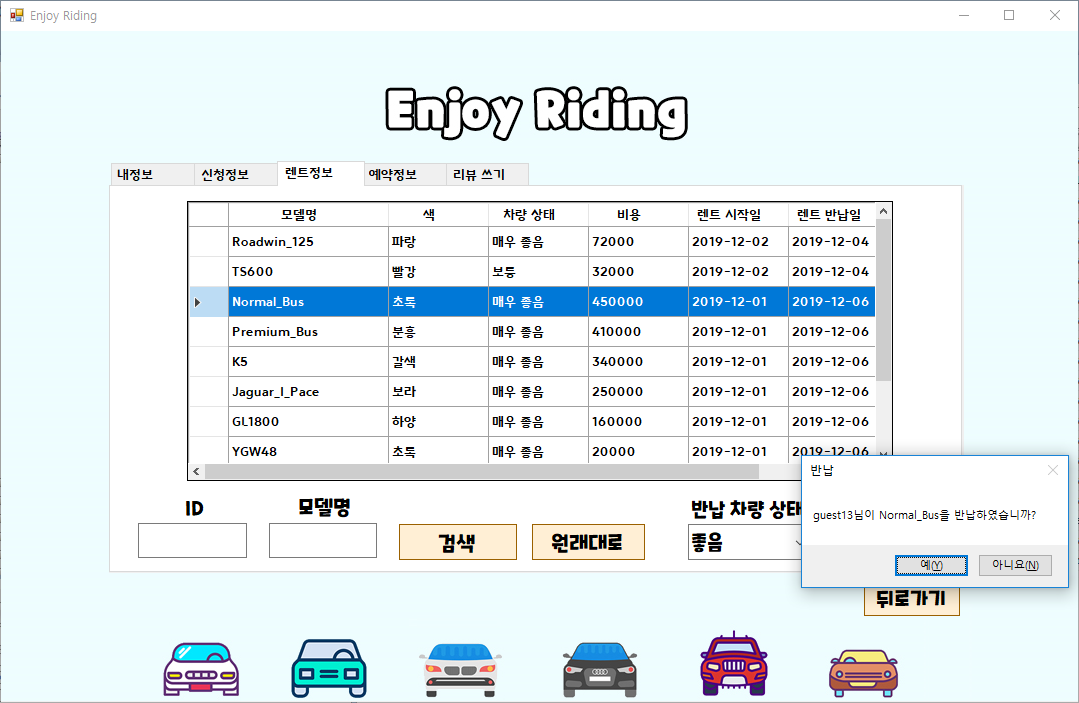 Enjoy Riding
Enjoy Riding
내정보 신청정보 렌트정보 예약정보 리뷰 쓰기
모델명 색 차량 상태 비용 렌트 시작일 렌트 반납일
Roadwin_125 파랑 매우 좋음 72000 2019-12-02 2019-12-04
TS600 빨강 보통 32000 2019-12-02 2019-12-04
Normal_Bus 초록 매우 좋음 450000 2019-12-01 2019-12-06
Premium_Bus 분홍 매우 좋음 410000 2019-12-01 2019-12-06
K5 갈색 매우 좋음 340000 2019-12-01 2019-12-06
Jaguar_I_Pace 보라 매우 좋음 250000 2019-12-01 2019-12-06
GL1800 하양 매우 좋음 160000 2019-12-01 2019-12-06
YGW48 초록 매우 좋음 20000 2019-12-01 2019-12-06
ID 모델명 반납 차량 상태
검색 원래대로 좋음
반납
guest13님이 Normal_Bus을 반납하였습니까?
예(Y) 아니요(N)
뒤로가기